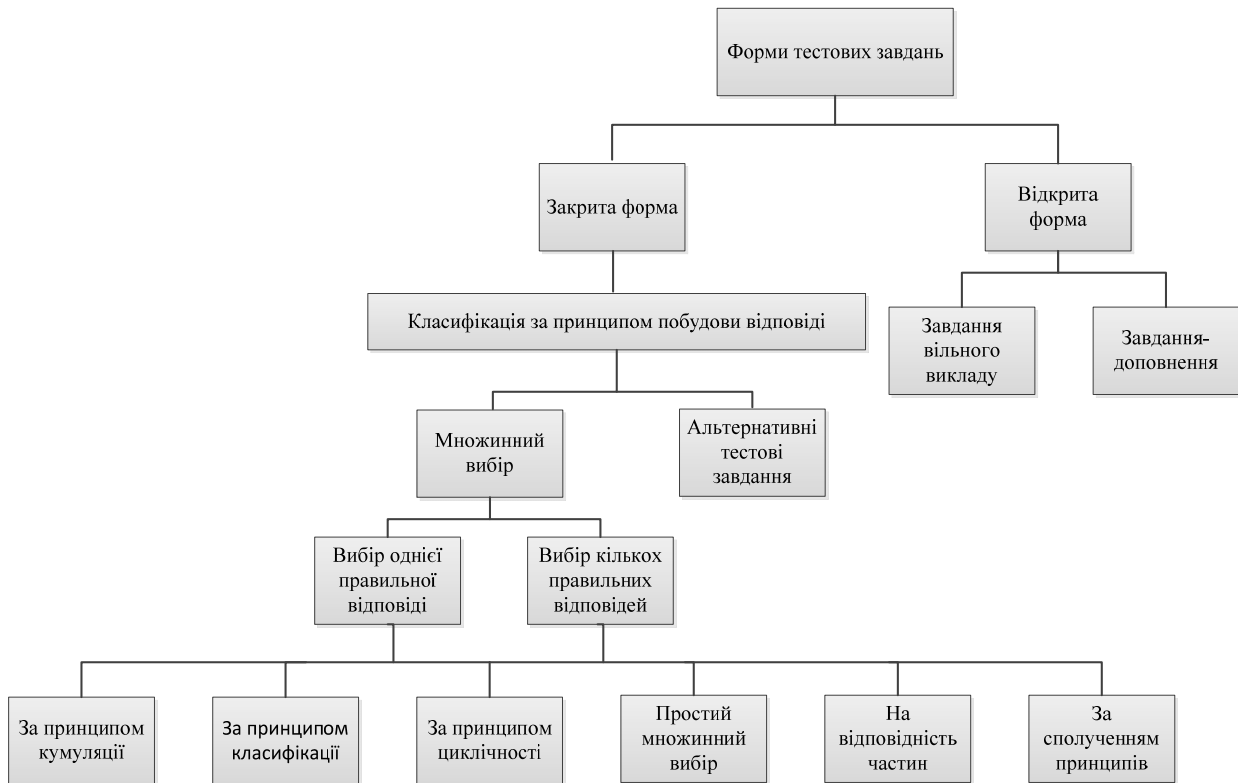 Форми тестових завдань
Закрита форма
Відкрита
форма
Класифікація за принципом побудови відповіді
Завдання
вільного
викладу
Завдання-
доповнення
Множинний
вибір
Альтернативні
тестові
завдання
Вибір однієї
правильної
відповіді
Вибір кількох
правильних
відповідей
За принципом
кумуляції
За принципом
класифікації
За принципом
циклічності
Простий
множинний
вибір
На
відповідність
частин
За
сполученням
принципів